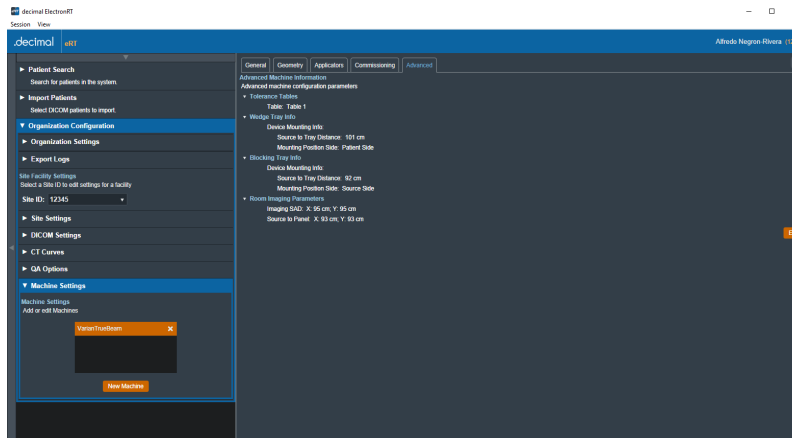 decimal ElectronRT
Session View
.decimal eRT
Alfredo Negron-Rivera (12
Patient Search
Search for patients in the system.
Import Patients
Select DICOM patients to import.
Organization Configuration
Organization Settings
Export Logs
Site Facility Settings
Select a Site ID to edit settings for a facility
Site ID: 12345
Site Settings
DICOM Settings
CT Curves
QA Options
Machine Settings
Machine Settings
Add or edit Machines
VarianTrueBeam
New Machine
General Geometry Applicators Commissioning Advanced
Advanced Machine Information
Advanced machine configuration parameters
Tolerance Tables
Table: Table 1
Wedge Tray Info
Device Mounting Info:
Source to Tray Distance: 101 cm
Mounting Position Side: Patient Side
Blocking Tray Info
Device Mounting Info:
Source to Tray Distance: 92 cm
Mounting Position Side: Source Side
Room Imaging Parameters
Imaging SAD: X: 95 cm; Y: 95 cm
Source to Panel: X: 93 cm; Y: 93 cm
E